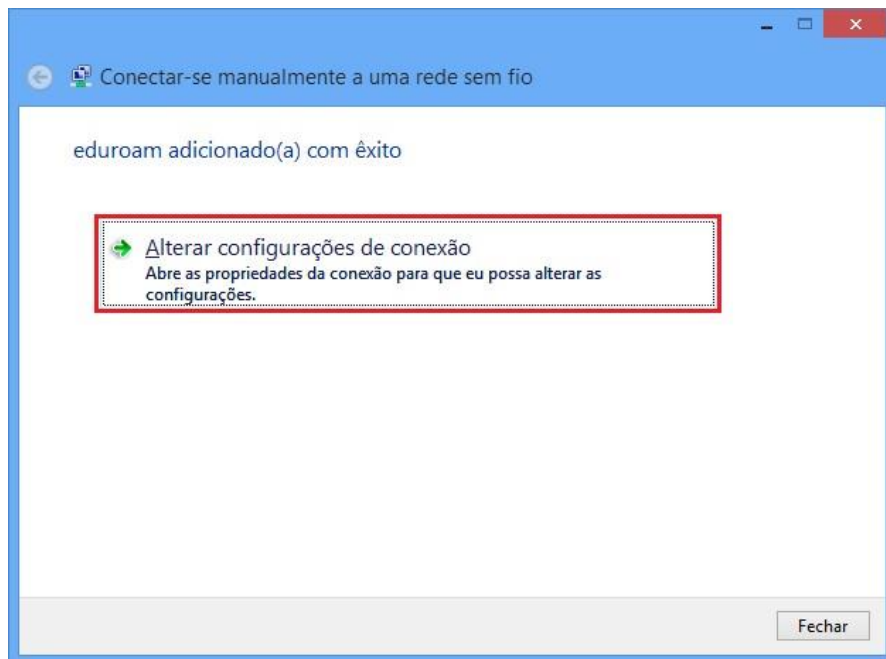 Conectar-se manualmente a uma rede sem fio
eduroam adicionado(a) com êxito
Alterar configurações de conexão
Abre as propriedades da conexão para que eu possa alterar as
configurações.
Fechar